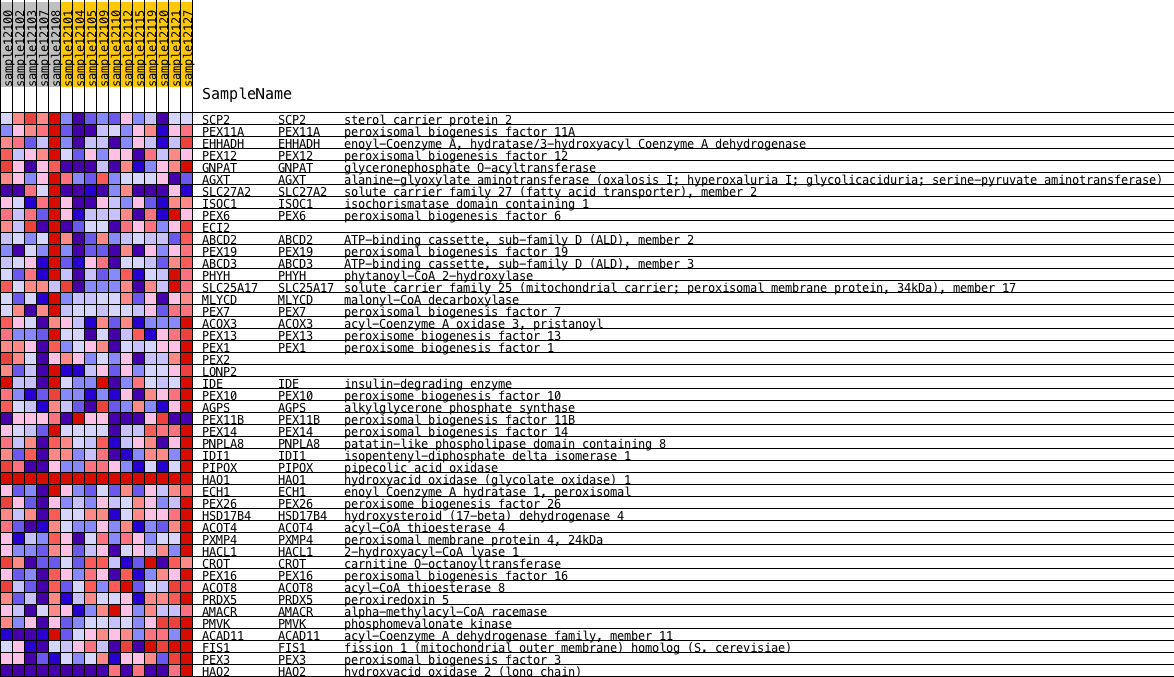 sample12100
sample12102
sample12103
sample12107
sample12108
sample12101
sample12104
sample12105
sample12109
sample12110
sample12112
sample12115
sample12119
sample12120
sample12121
sample12127
SampleName
SCP2 SCP2 sterol carrier protein 2
PEX11A PEX11A peroxisomal biogenesis factor 11A
EHHADH EHHADH enoyl-Coenzyme A, hydratase/3-hydroxyacyl Coenzyme A dehydrogenase
PEX12 PEX12 peroxisomal biogenesis factor 12
GNPAT GNPAT glyceronephosphate O-acyltransferase
AGXT AGXT alanine-glyoxylate aminotransferase (oxalosis I; hyperoxaluria I; glycolicaciduria; serine-pyruvate aminotransferase)
SLC27A2 SLC27A2 solute carrier family 27 (fatty acid transporter), member 2
ISOC1 ISOC1 isochorismatase domain containing 1
PEX6 PEX6 peroxisomal biogenesis factor 6
ECI2
ABCD2 ABCD2 ATP-binding cassette, sub-family D (ALD), member 2
PEX19 PEX19 peroxisomal biogenesis factor 19
ABCD3 ABCD3 ATP-binding cassette, sub-family D (ALD), member 3
PHYH PHYH phytanoyl-CoA 2-hydroxylase
SLC25A17 SLC25A17 solute carrier family 25 (mitochondrial carrier; peroxisomal membrane protein, 34kDa), member 17
MLYCD MLYCD malonyl-CoA decarboxylase
PEX7 PEX7 peroxisomal biogenesis factor 7
ACOX3 ACOX3 acyl-Coenzyme A oxidase 3, pristanoyl
PEX13 PEX13 peroxisome biogenesis factor 13
PEX1 PEX1 peroxisome biogenesis factor 1
PEX2
LONP2
IDE IDE insulin-degrading enzyme
PEX10 PEX10 peroxisome biogenesis factor 10
AGPS AGPS alkylglycerone phosphate synthase
PEX11B PEX11B peroxisomal biogenesis factor 11B
PEX14 PEX14 peroxisomal biogenesis factor 14
PNPLA8 PNPLA8 patatin-like phospholipase domain containing 8
IDI1 IDI1 isopentenyl-diphosphate delta isomerase 1
PIPOX PIPOX pipecolic acid oxidase
HAO1 HAO1 hydroxyacid oxidase (glycolate oxidase) 1
ECH1 ECH1 enoyl Coenzyme A hydratase 1, peroxisomal
PEX26 PEX26 peroxisome biogenesis factor 26
HSD17B4 HSD17B4 hydroxysteroid (17-beta) dehydrogenase 4
ACOT4 ACOT4 acyl-CoA thioesterase 4
PXMP4 PXMP4 peroxisomal membrane protein 4, 24kDa
HACL1 HACL1 2-hydroxyacyl-CoA lyase 1
CROT CROT carnitine O-octanoyltransferase
PEX16 PEX16 peroxisomal biogenesis factor 16
ACOT8 ACOT8 acyl-CoA thioesterase 8
PRDX5 PRDX5 peroxiredoxin 5
AMACR AMACR alpha-methylacyl-CoA racemase
PMVK PMVK phosphomevalonate kinase
ACAD11 ACAD11 acyl-Coenzyme A dehydrogenase family, member 11
FIS1 FIS1 fission 1 (mitochondrial outer membrane) homolog (S. cerevisiae)
PEX3 PEX3 peroxisomal biogenesis factor 3
HAO2 HAO2 hydroxyacid oxidase 2 (long chain)